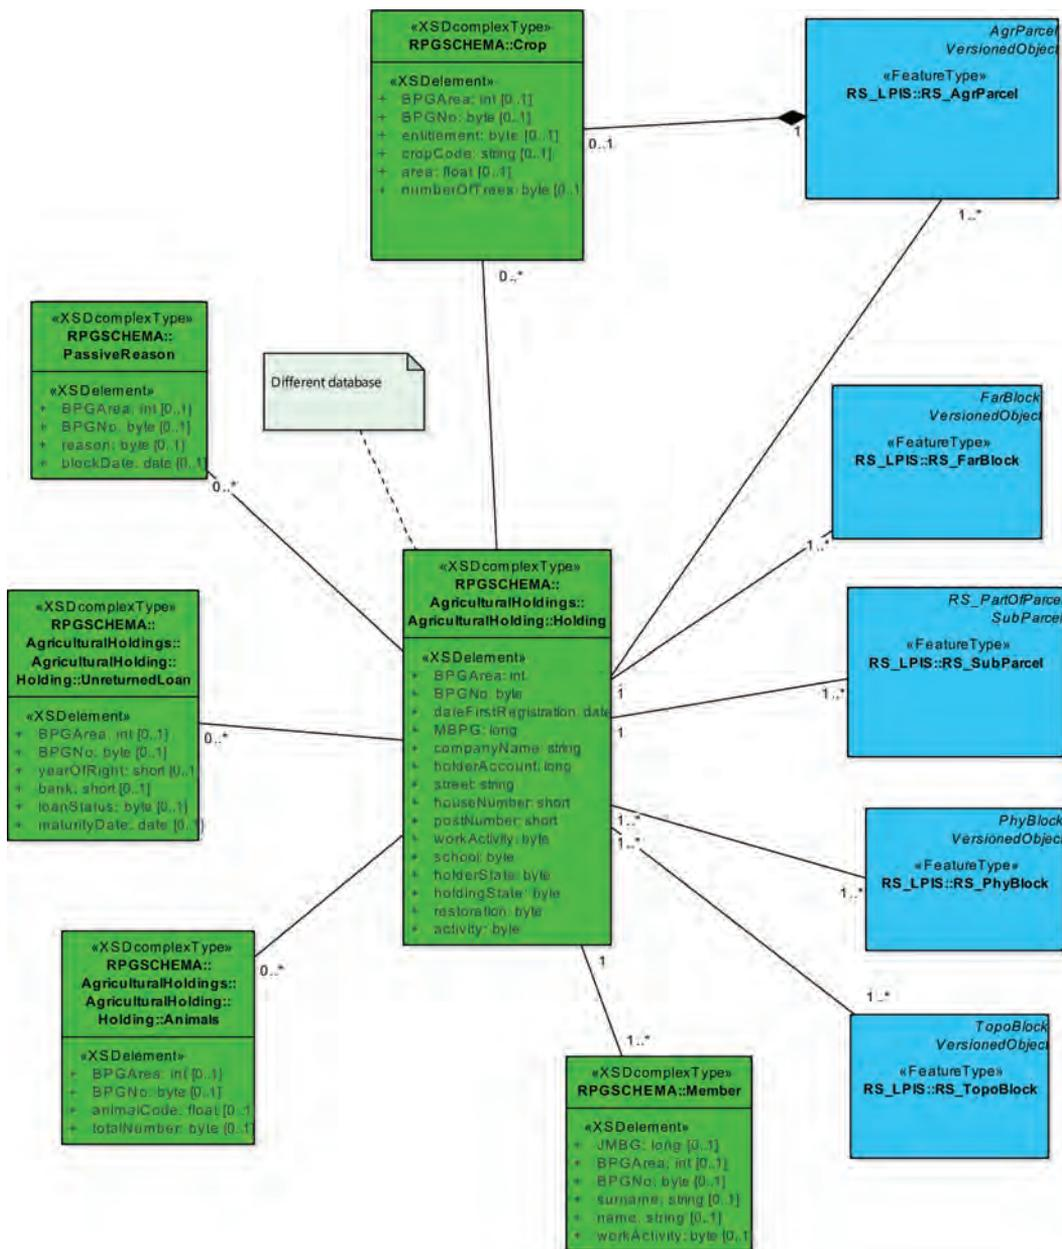 «XSDcomplexType»
RPGSCHEMA::Crop
«XSDelement»
+ BPGArea: int [0..1]
+ BPGNo: byte [0..1]
+ entitlement: byte [0..1]
+ cropCode: string [0..1]
+ area: float [0..1]
+ numberOfTrees: byte [0..1
0..1
1
0..*
AgrParcel
VersionedObject
«FeatureType»
RS_LPIS::RS_AgrParcel
1..*
«XSDcomplexType»
RPGSCHEMA::
PassiveReason
«XSDelement»
+ BPGArea: int [0..1]
+ BPGNo: byte [0..1]
+ reason: byte [0..1]
+ blockDate: date [0..1]
0..*
Different database
FarBlock
VersionedObject
«FeatureType»
RS_LPIS::RS_FarBlock
1..*
«XSDcomplexType»
RPGSCHEMA::
AgriculturalHoldings::
AgriculturalHolding::Holding
«XSDelement»
+ BPGArea: int
+ BPGNo: byte
+ dateFirstRegistration: date
+ MBPG: long
+ companyName: string
+ holderAccount: long
+ street: string
+ houseNumber: short
+ postNumber: short
+ workActivity: byte
+ school: byte
+ holderState: byte
+ holdingState: byte
+ restoration: byte
+ activity: byte
1
1
1..*
1..*
1
«XSDcomplexType»
RPGSCHEMA::
AgriculturalHoldings::
AgriculturalHolding::
Holding::UnreturnedLoan
«XSDelement»
+ BPGArea: int [0..1]
+ BPGNo: byte [0..1]
+ yearOfRight: short [0..1
+ bank: short [0..1]
+ loanStatus: byte [0..1]
+ maturityDate: date [0..1]
0..*
RS_PartOfParcel
SubParcel
«FeatureType»
RS_LPIS::RS_SubParcel
1..*
PhyBlock
VersionedObject
«FeatureType»
RS_LPIS::RS_PhyBlock
1..*
«XSDcomplexType»
RPGSCHEMA::
AgriculturalHoldings::
AgriculturalHolding::
Holding::Animals
«XSDelement»
+ BPGArea: int [0..1]
+ BPGNo: byte [0..1]
+ animalCode: float [0..1
+ totalNumber: byte [0..1
0..*
1..*
TopoBlock
VersionedObject
«FeatureType»
RS_LPIS::RS_TopoBlock
1..*
«XSDcomplexType»
RPGSCHEMA::Member
«XSDelement»
+ JMBG: long [0..1]
+ BPGArea: int [0..1]
+ BPGNo: byte [0..1]
+ surname: string [0..1]
+ name: string [0..1]
+ workActivity: byte [0..1